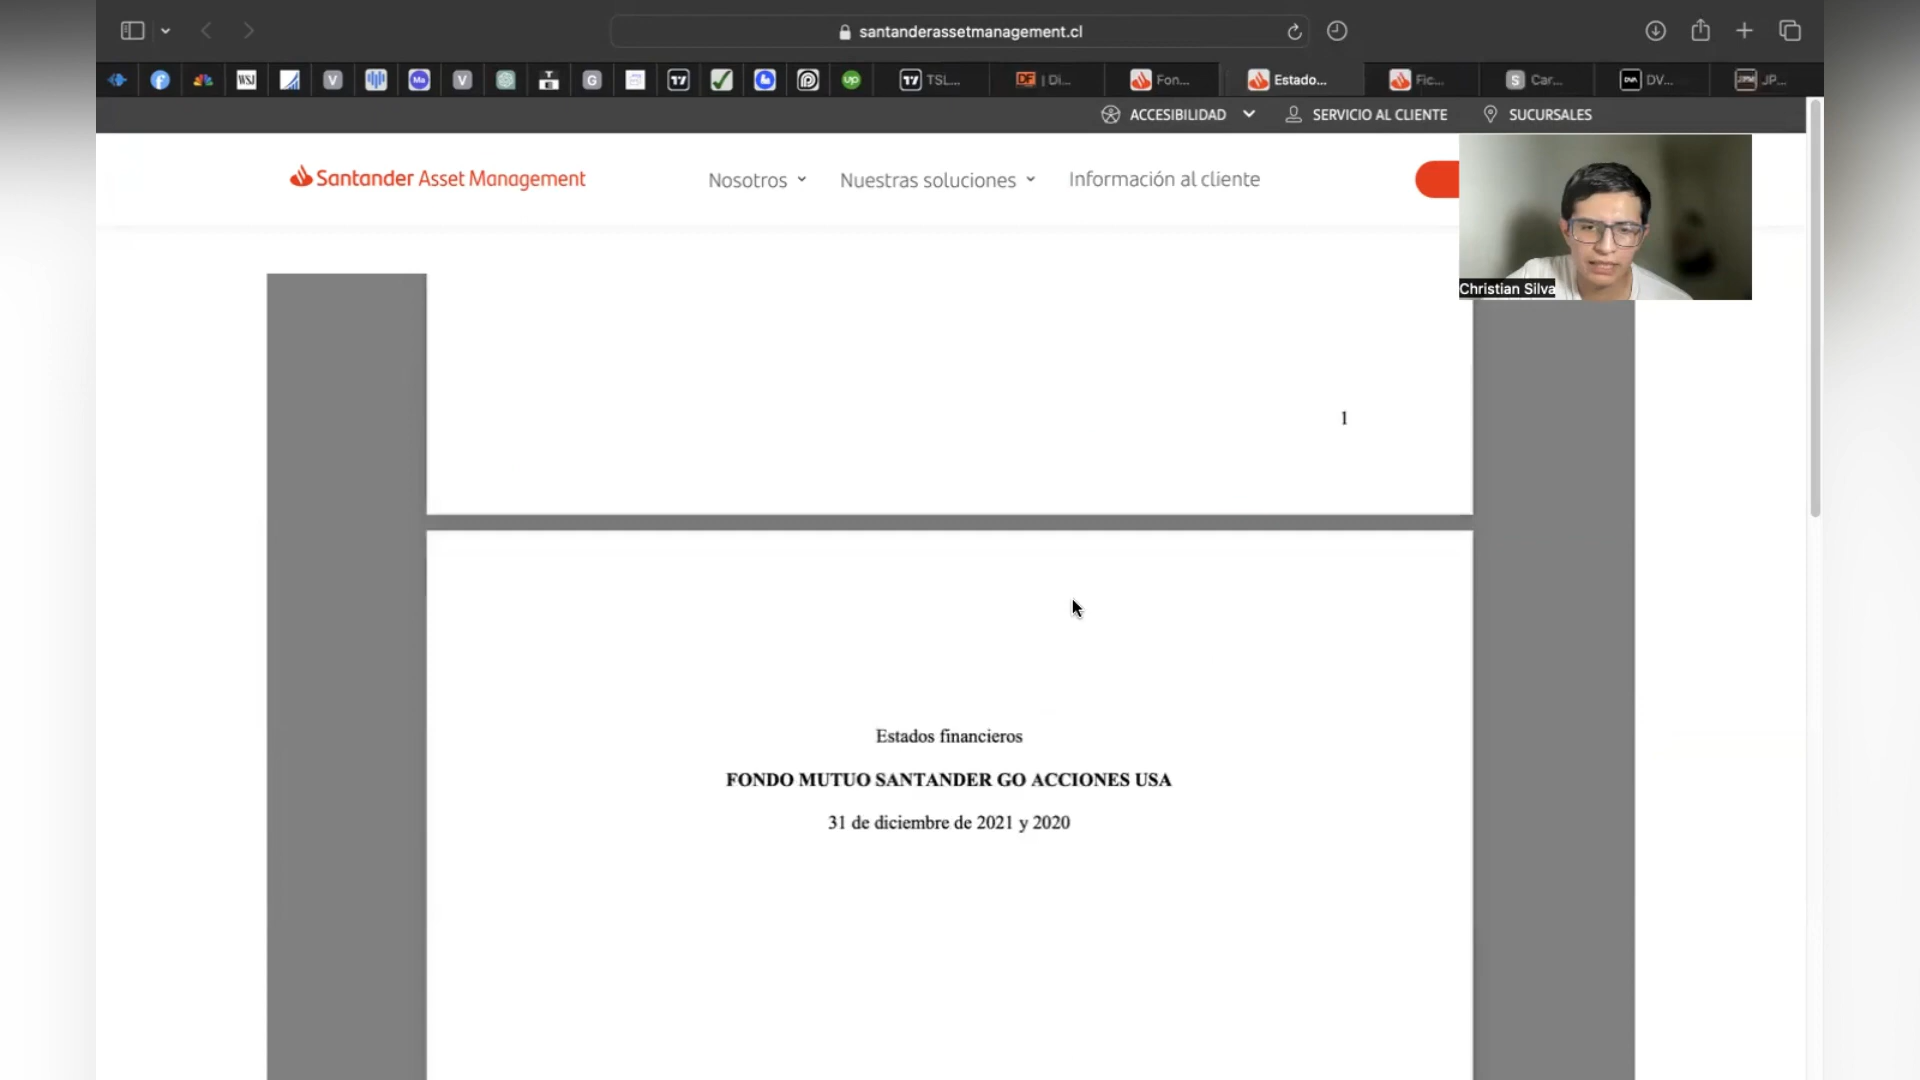 santanderassetmanagement.cl
WSJ
TSL...
DF | Di...
Fon...
Estado...
Fic...
Car...
DV...
JP...
ACCESIBILIDAD
SERVICIO AL CLIENTE
SUCURSALES
Santander Asset Management
Nosotros
Nuestras soluciones
Información al cliente
Christian Silva
1
Estados financieros
FONDO MUTUO SANTANDER GO ACCIONES USA
31 de diciembre de 2021 y 2020